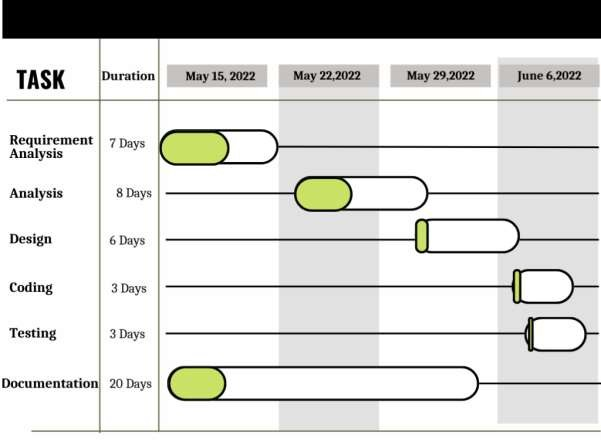 TASK Duration May 15, 2022 May 22,2022 May 29,2022 June 6,2022
Requirement
Analysis 7 Days
Analysis 8 Days
Design 6 Days
Coding 3 Days
Testing 3 Days
Documentation 20 Days